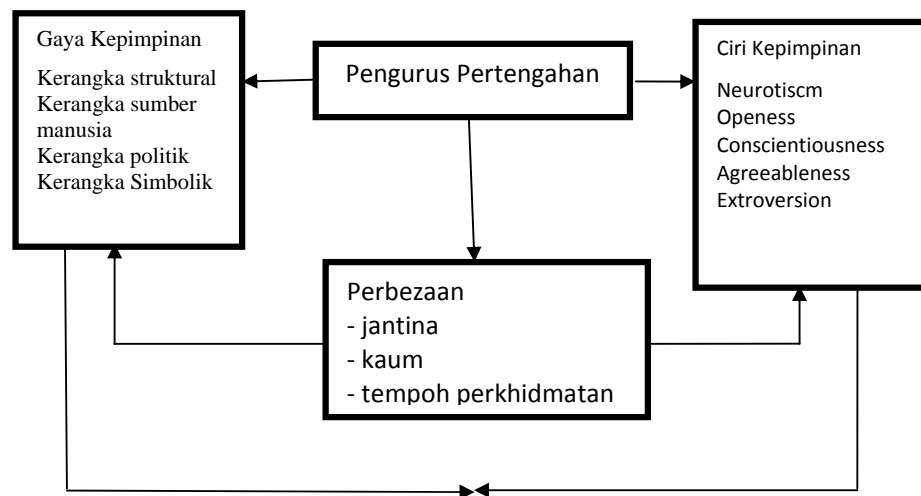 Gaya Kepimpinan
Kerangka struktural
Kerangka sumber
manusia
Kerangka politik
Kerangka Simbolik
Pengurus Pertengahan
Ciri Kepimpinan
Neurotiscm
Openess
Conscientiousness
Agreeableness
Extroversion
Perbezaan
- jantina
- kaum
- tempoh perkhidmatan